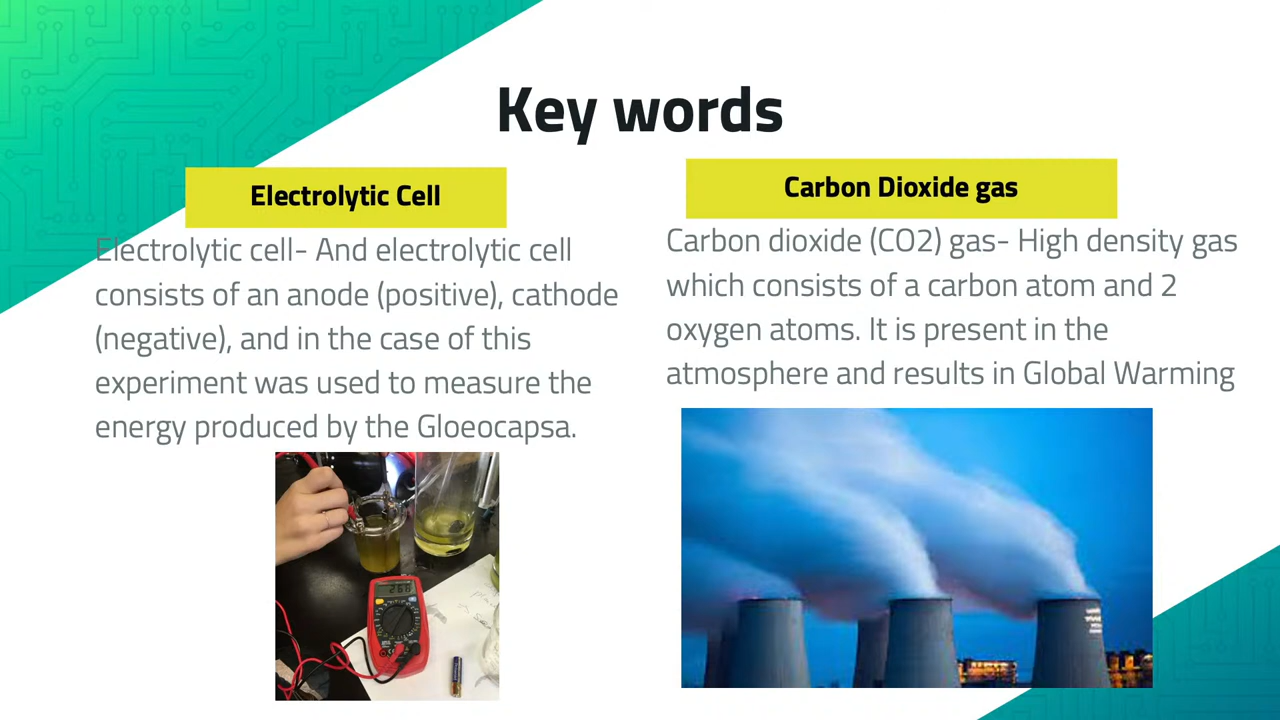 Key words
Electrolytic Cell
Electrolytic cell- And electrolytic cell
consists of an anode (positive), cathode
(negative), and in the case of this
experiment was used to measure the
energy produced by the Gloeocapsa.
Carbon Dioxide gas
Carbon dioxide (CO2) gas- High density gas
which consists of a carbon atom and 2
oxygen atoms. It is present in the
atmosphere and results in Global Warming